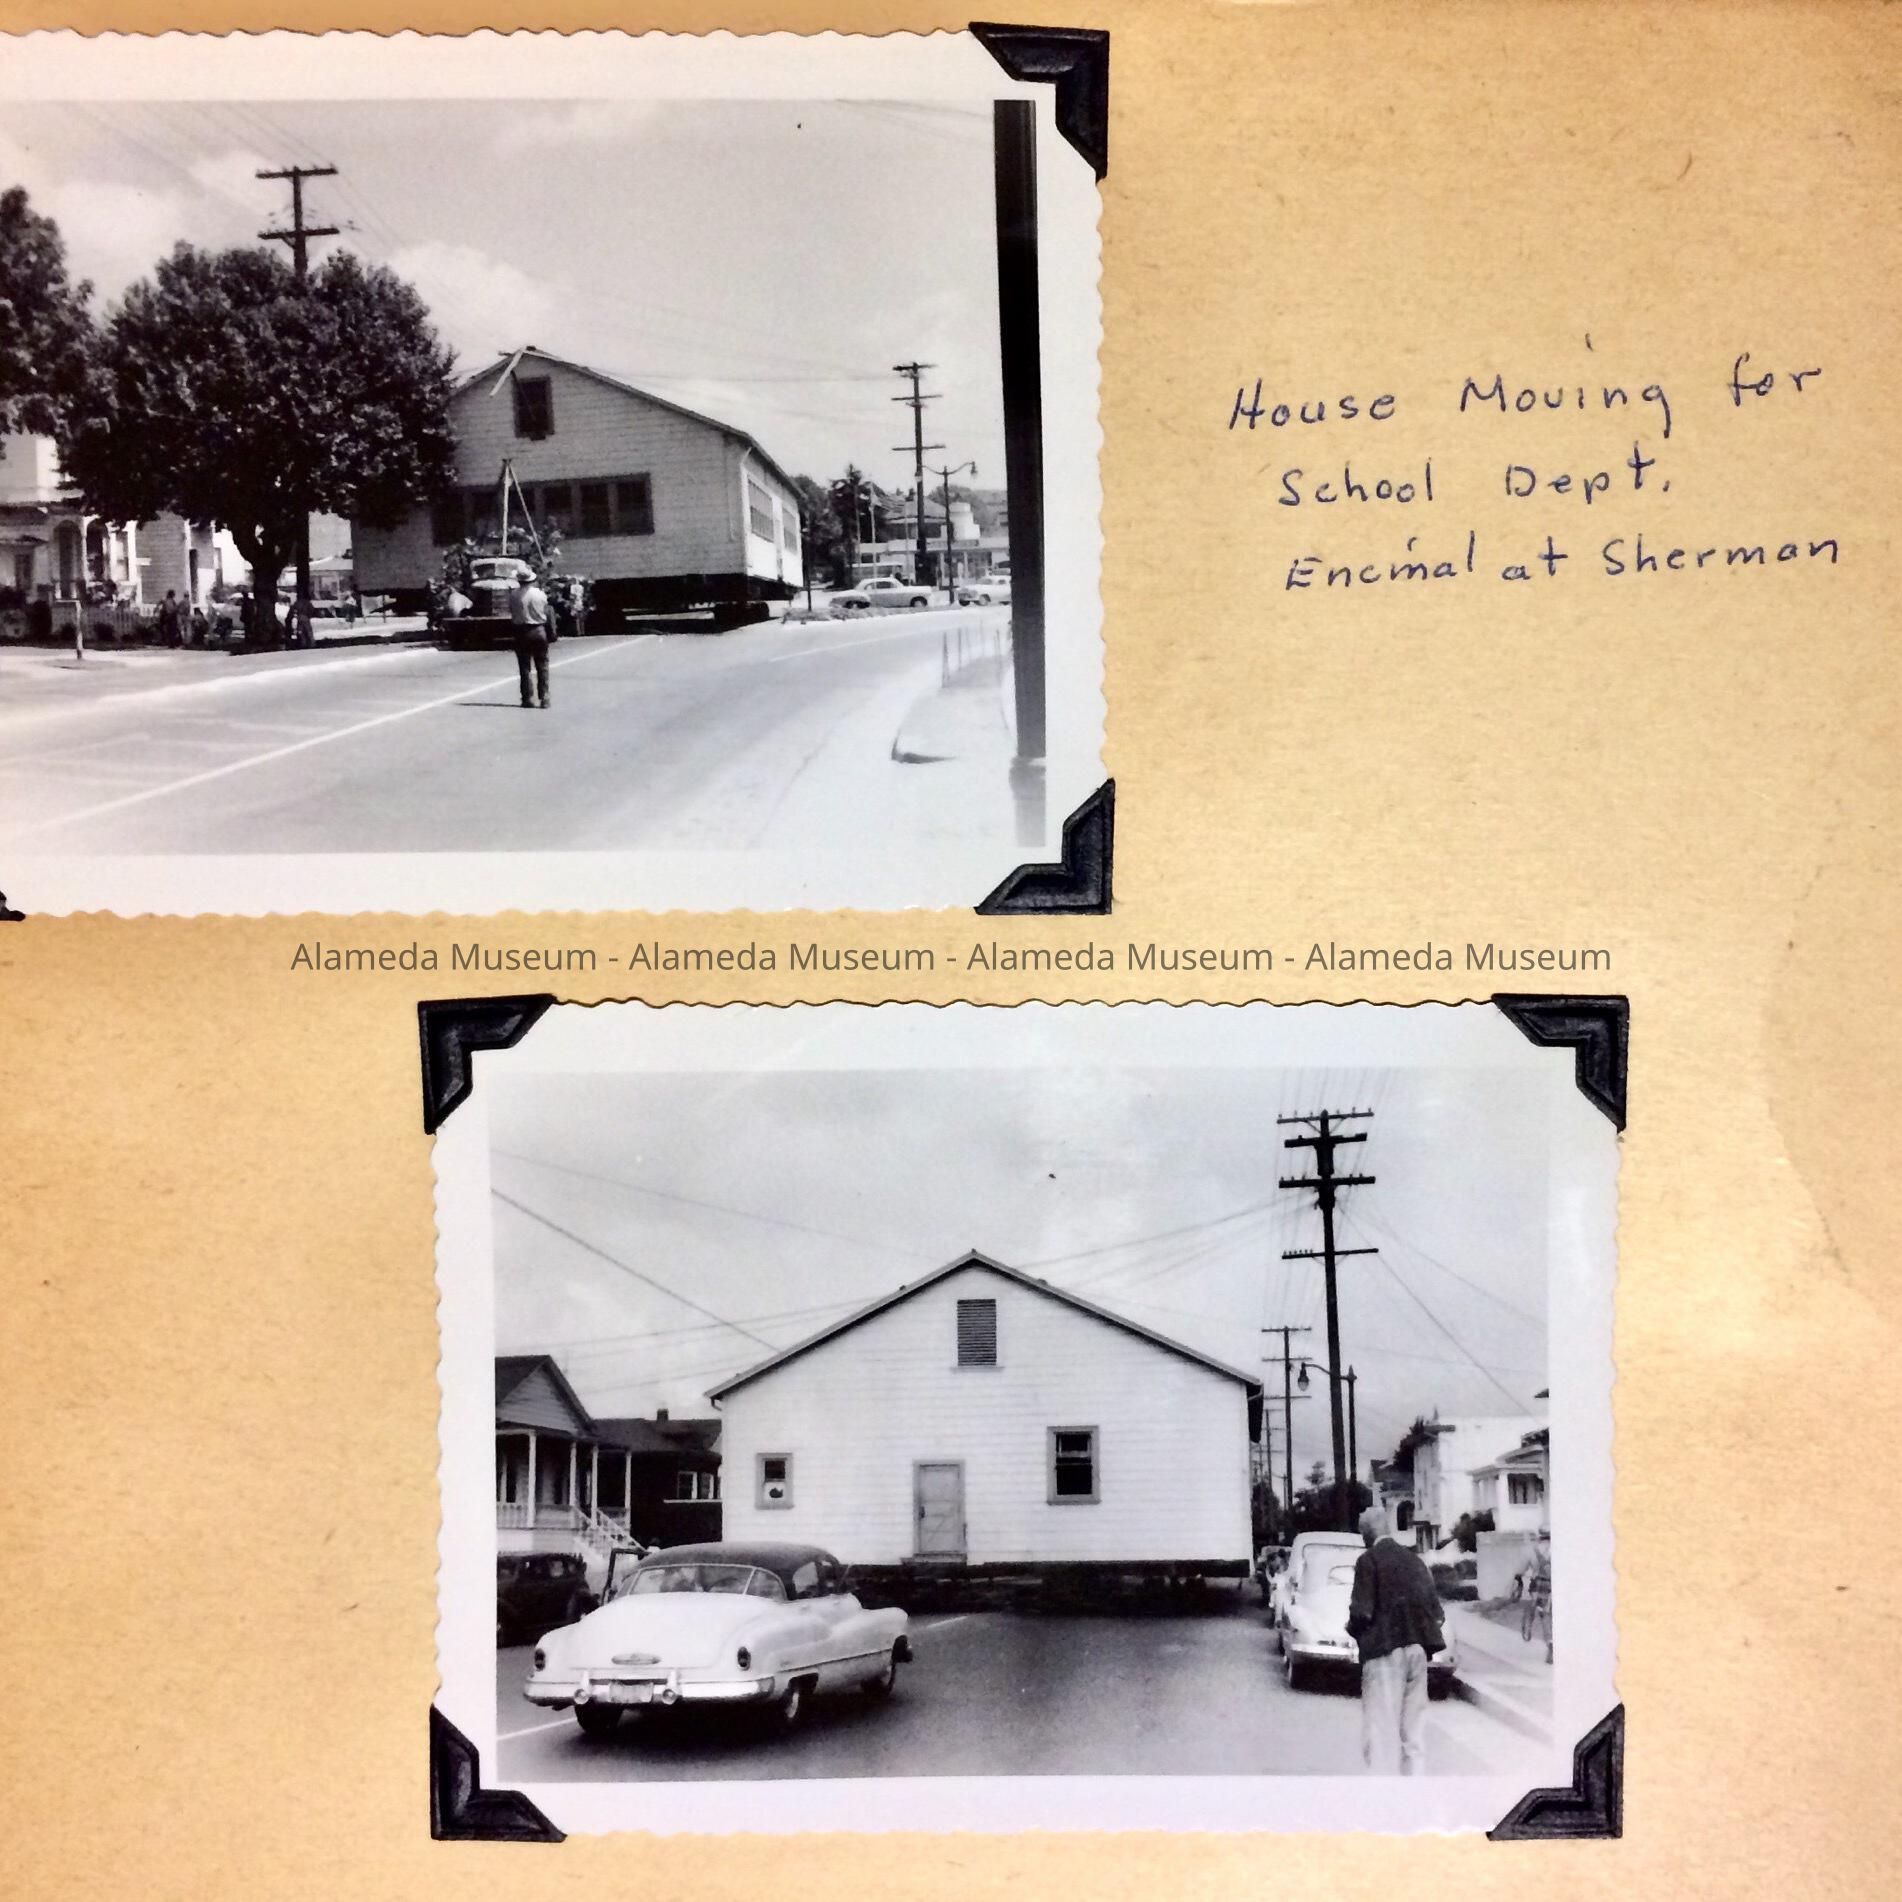 House Moving for
School Dept.
Encinal at Sherman
Alameda Museum - Alameda Museum - Alameda Museum - Alameda Museum